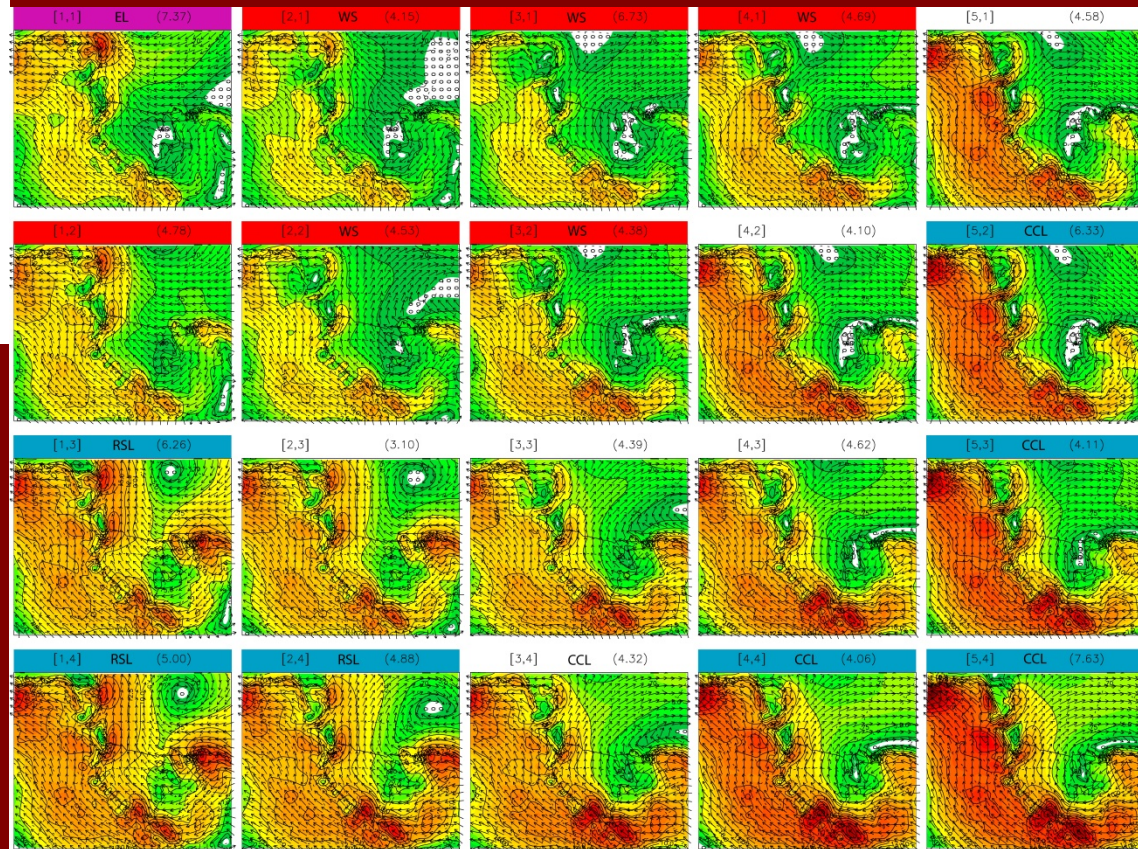 [1,1] EL (7.37) [2,1] WS (4.15) [3,1] WS (6.73) [4,1] WS (4.69) [5,1] (4.58)
[1,2] (4.78) [2,2] WS (4.53) [3,2] WS (4.38) [4,2] (4.10) [5,2] CCL (6.33)
[1,3] RSL (6.26) [2,3] (3.10) [3,3] (4.39) [4,3] (4.62) [5,3] CCL (4.11)
[1,4] RSL (5.00) [2,4] RSL (4.88) [3,4] CCL (4.32) [4,4] CCL (4.06) [5,4] CCL (7.63)